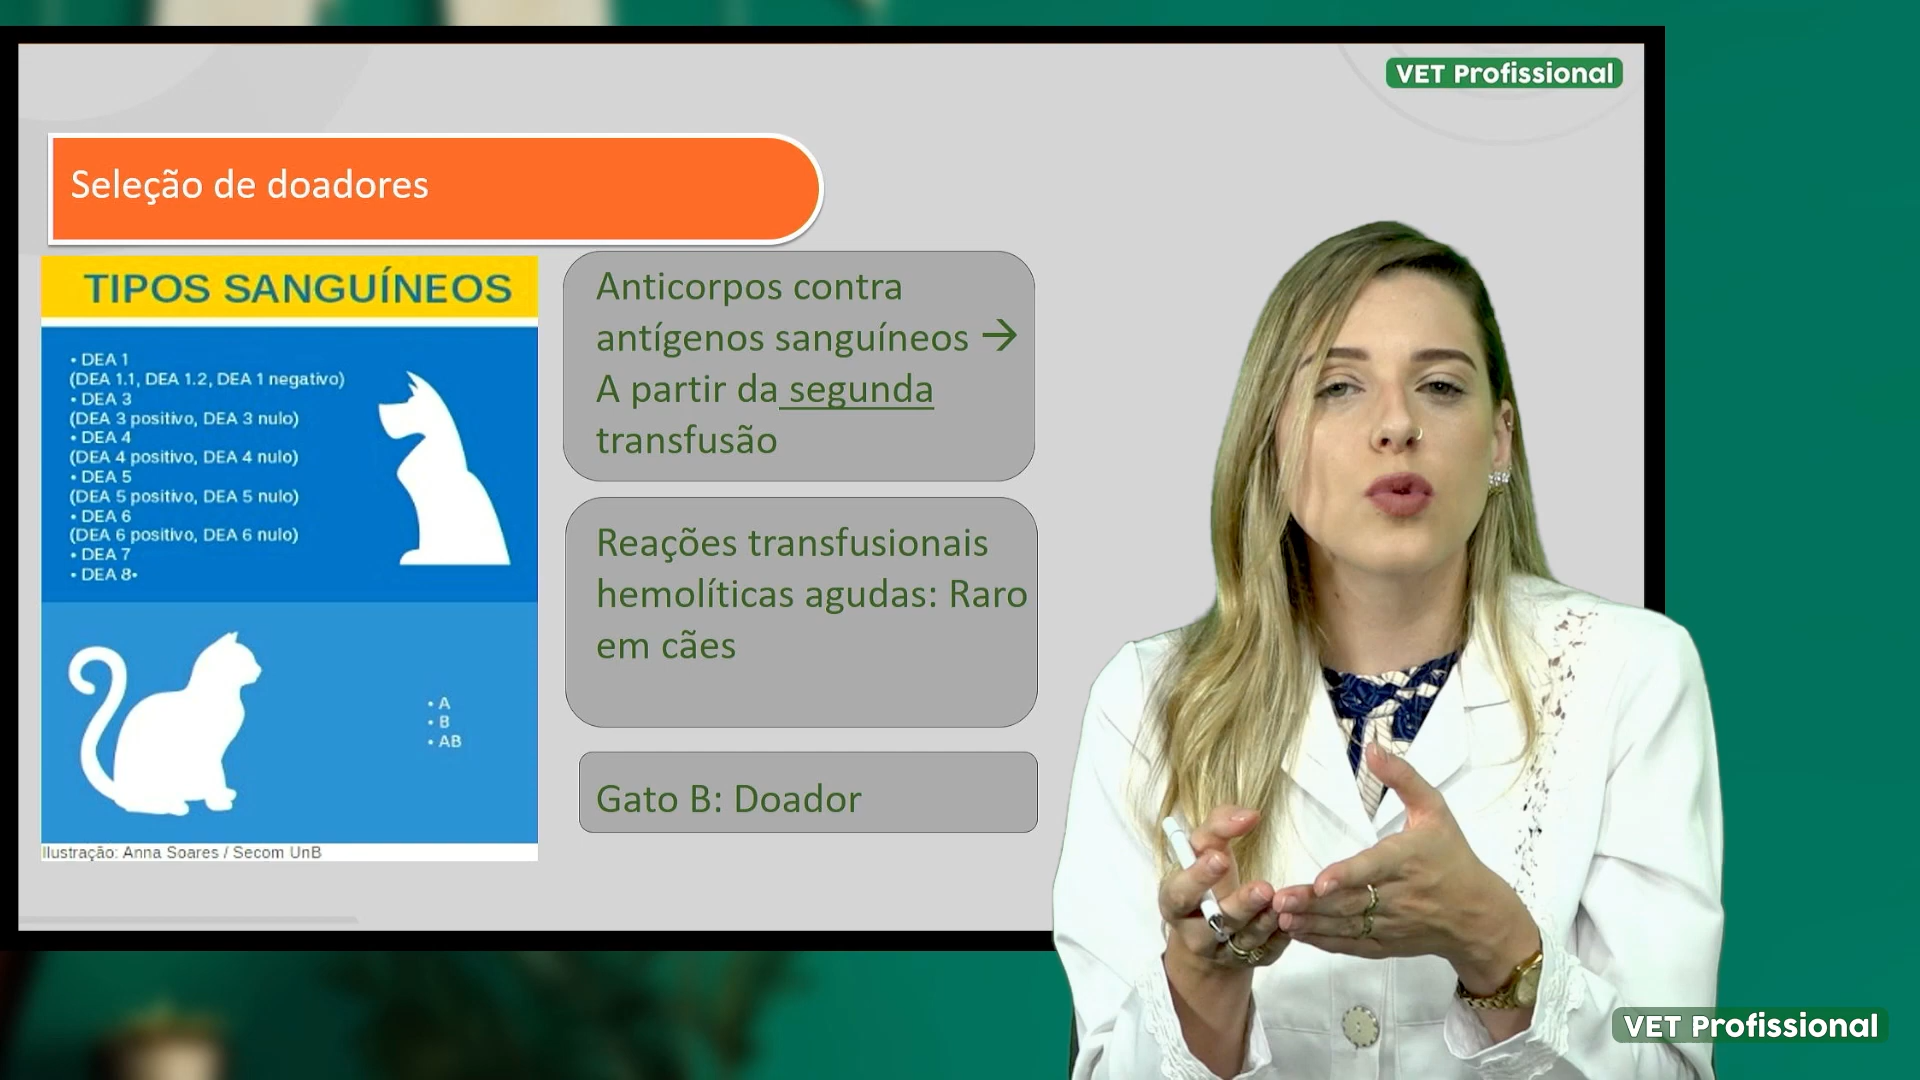 VET Profissional
Seleção de doadores
TIPOS SANGUÍNEOS
• DEA 1
(DEA 1.1, DEA 1.2, DEA 1 negativo)
• DEA 3
(DEA 3 positivo, DEA 3 nulo)
• DEA 4
(DEA 4 positivo, DEA 4 nulo)
• DEA 5
(DEA 5 positivo, DEA 5 nulo)
• DEA 6
(DEA 6 positivo, DEA 6 nulo)
• DEA 7
• DEA 8•
• A
• B
• AB
llustração: Anna Soares / Secom UnB
Anticorpos contra
antígenos sanguíneos →
A partir da segunda
transfusão
Reações transfusionais
hemolíticas agudas: Raro
em cães
Gato B: Doador
VET Profissional